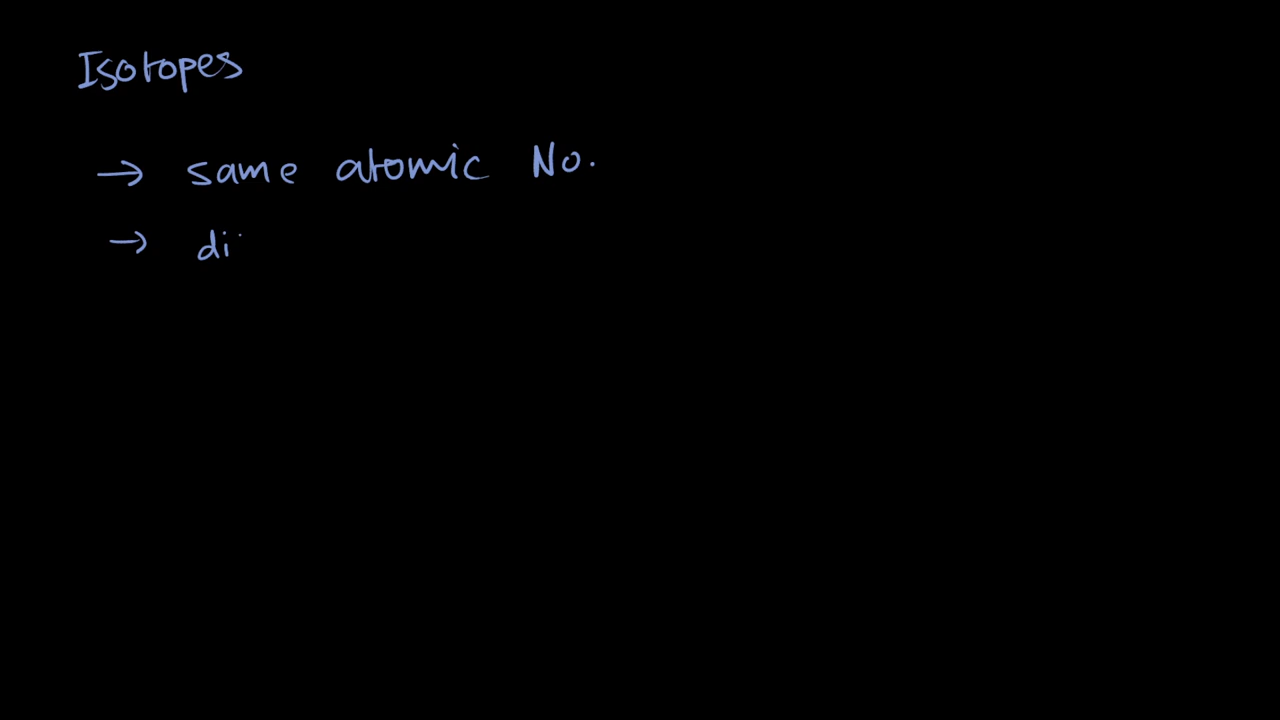 Isotopes
→ same atomic No.
→ di